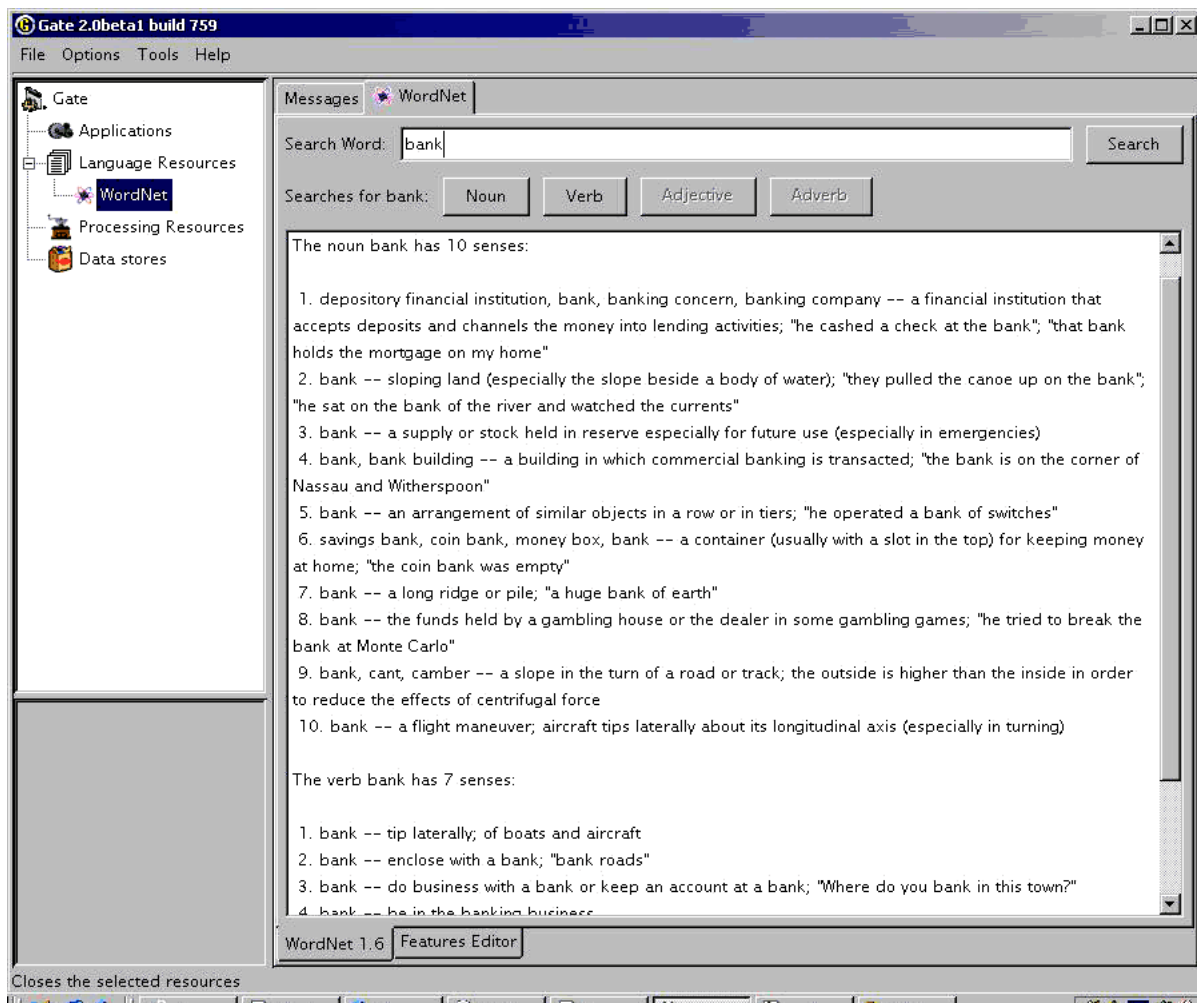 Gate 2.0beta1 build 759
File Options Tools Help
Gate
Applications
Language Resources
WordNet
Processing Resources
Data stores
Messages WordNet
Search Word: bank Search
Searches for bank: Noun Verb Adjective Adverb
The noun bank has 10 senses:
1. depository financial institution, bank, banking concern, banking company -- a financial institution that
accepts deposits and channels the money into lending activities; "he cashed a check at the bank"; "that bank
holds the mortgage on my home"
2. bank -- sloping land (especially the slope beside a body of water); "they pulled the canoe up on the bank";
"he sat on the bank of the river and watched the currents"
3. bank -- a supply or stock held in reserve especially for future use (especially in emergencies)
4. bank, bank building -- a building in which commercial banking is transacted; "the bank is on the corner of
Nassau and Witherspoon"
5. bank -- an arrangement of similar objects in a row or in tiers; "he operated a bank of switches"
6. savings bank, coin bank, money box, bank -- a container (usually with a slot in the top) for keeping money
at home; "the coin bank was empty"
7. bank -- a long ridge or pile; "a huge bank of earth"
8. bank -- the funds held by a gambling house or the dealer in some gambling games; "he tried to break the
bank at Monte Carlo"
9. bank, cant, camber -- a slope in the turn of a road or track; the outside is higher than the inside in order
to reduce the effects of centrifugal force
10. bank -- a flight maneuver; aircraft tips laterally about its longitudinal axis (especially in turning)
The verb bank has 7 senses:
1. bank -- tip laterally; of boats and aircraft
2. bank -- enclose with a bank; "bank roads"
3. bank -- do business with a bank or keep an account at a bank; "Where do you bank in this town?"
4. bank -- be in the banking business
WordNet 1.6 Features Editor
Closes the selected resources